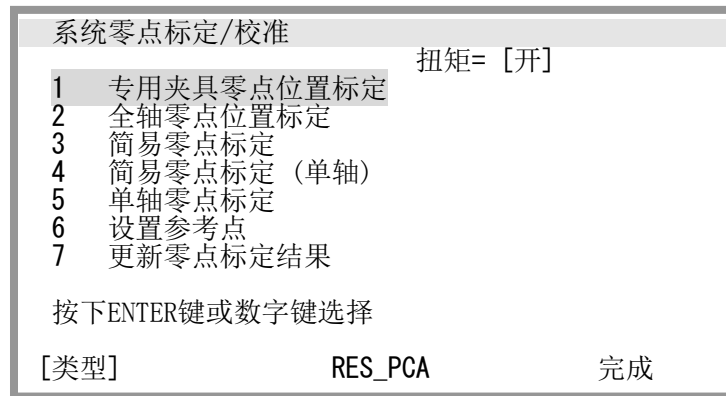 系统零点标定/校准
扭矩= [开]
1 专用夹具零点位置标定
2 全轴零点位置标定
3 简易零点标定
4 简易零点标定 (单轴)
5 单轴零点标定
6 设置参考点
7 更新零点标定结果
按下ENTER键或数字键选择
[类型] RES_PCA 完成